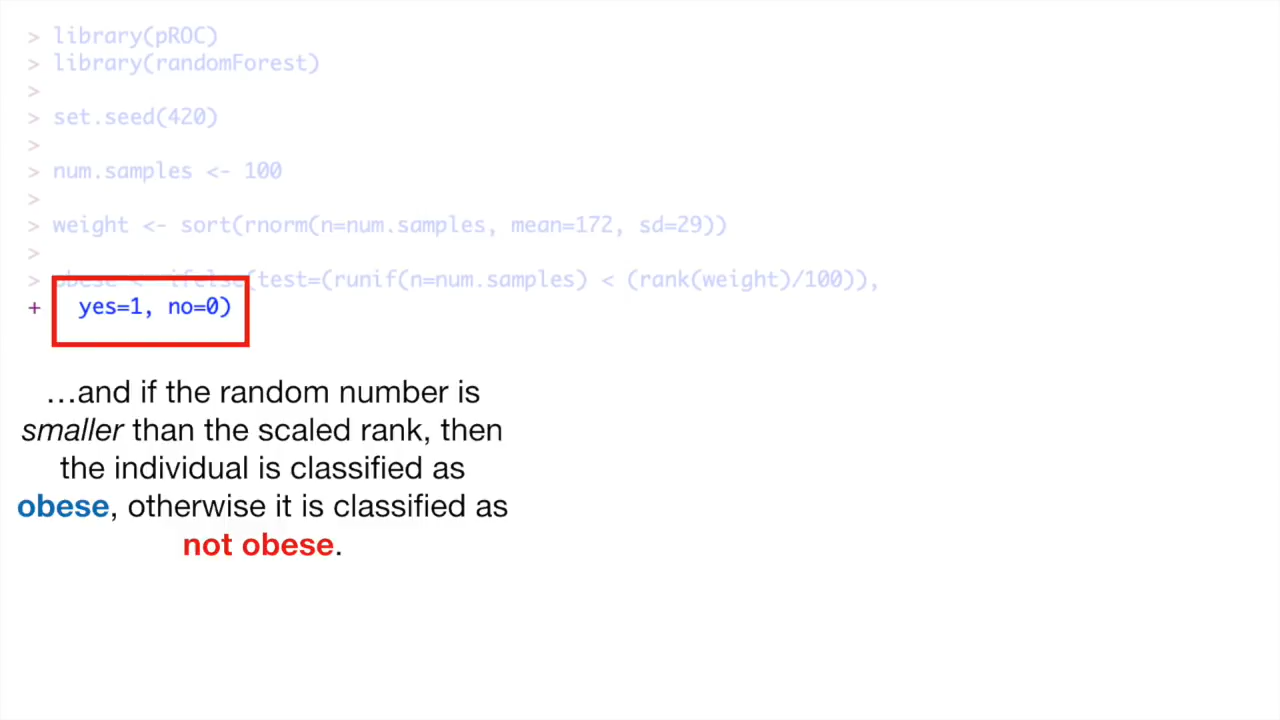 > library(pROC)
> library(randomForest)
>
> set.seed(420)
>
> num.samples <- 100
>
> weight <- sort(rnorm(n=num.samples, mean=172, sd=29))
>
> obese <- ifelse(test=(runif(n=num.samples) < (rank(weight)/100)),
+ yes=1, no=0)
…and if the random number is
smaller than the scaled rank, then
the individual is classified as
obese, otherwise it is classified as
not obese.